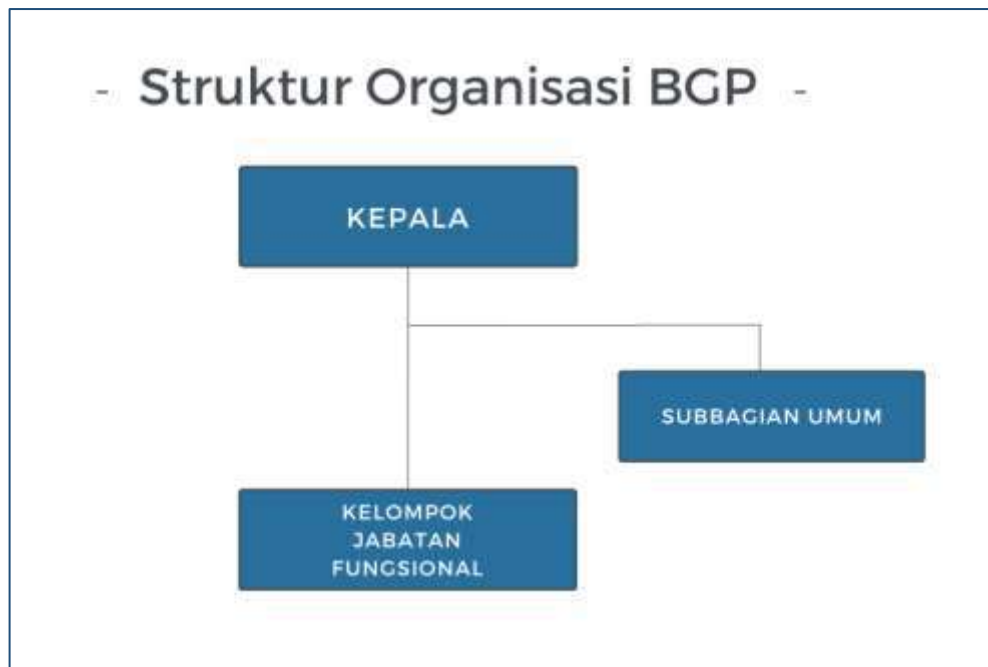 - Struktur Organisasi BGP -
KEPALA
SUBBAGIAN UMUM
KELOMPOK
JABATAN
FUNGSIONAL